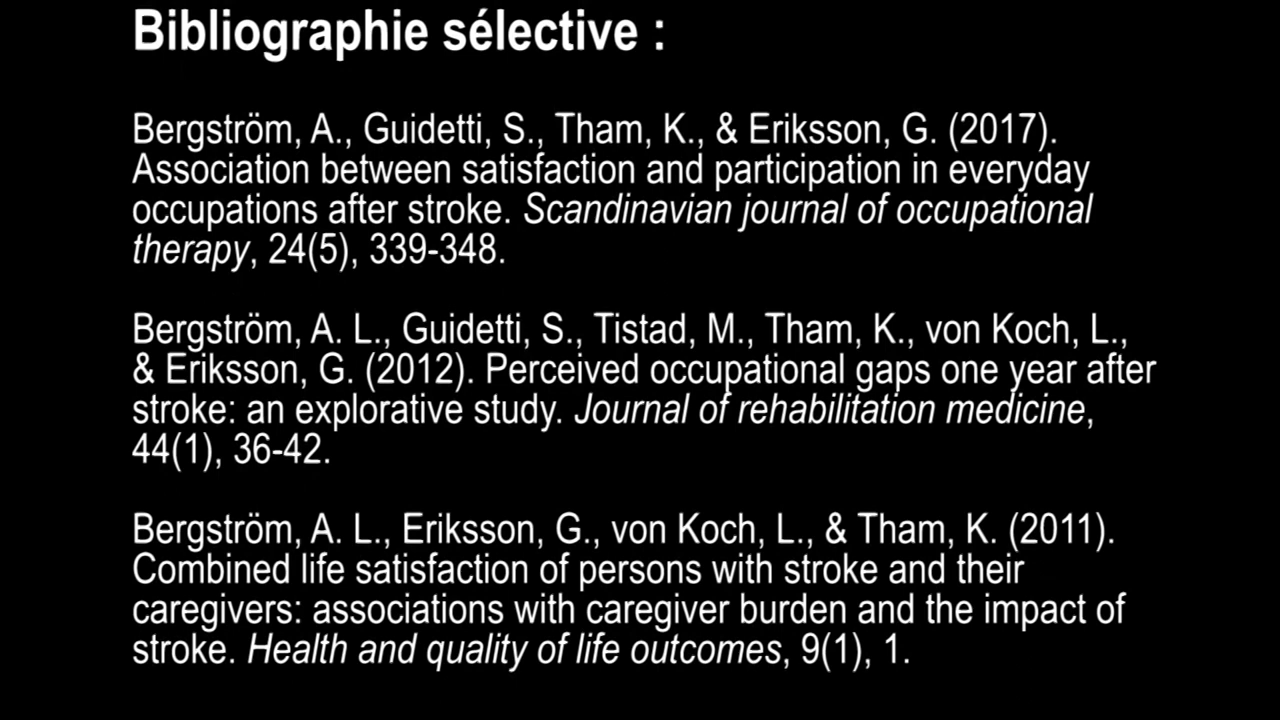 Bibliographie sélective :
Bergström, A., Guidetti, S., Tham, K., & Eriksson, G. (2017).
Association between satisfaction and participation in everyday
occupations after stroke. Scandinavian journal of occupational
therapy, 24(5), 339-348.
Bergström, A. L., Guidetti, S., Tistad, M., Tham, K., von Koch, L.,
& Eriksson, G. (2012). Perceived occupational gaps one year after
stroke: an explorative study. Journal of rehabilitation medicine,
44(1), 36-42.
Bergström, A. L., Eriksson, G., von Koch, L., & Tham, K. (2011).
Combined life satisfaction of persons with stroke and their
caregivers: associations with caregiver burden and the impact of
stroke. Health and quality of life outcomes, 9(1), 1.